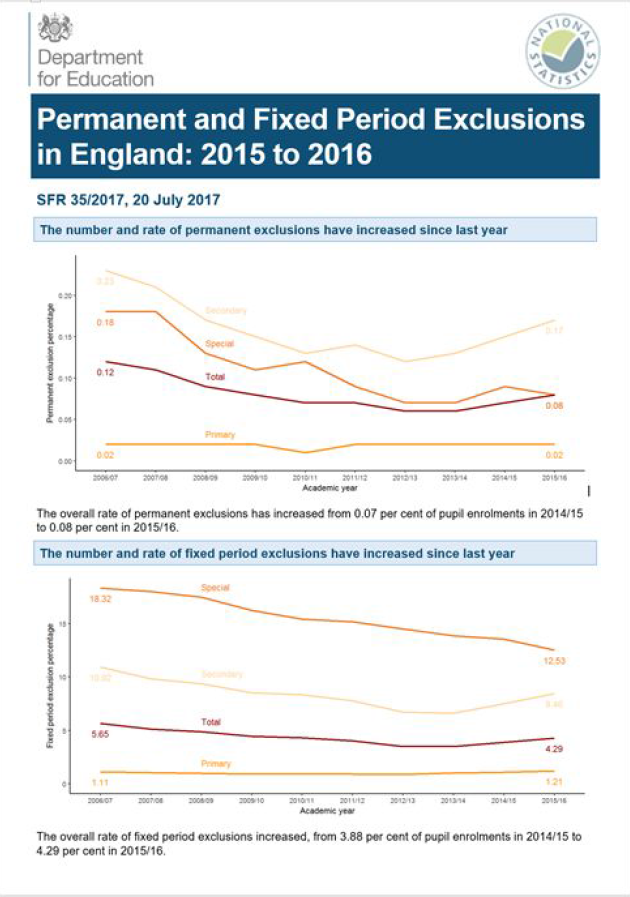 Department
for Education
NATIONAL
STATISTICS
Permanent and Fixed Period Exclusions
in England: 2015 to 2016
SFR 35/2017, 20 July 2017
The number and rate of permanent exclusions have increased since last year
Permanent exclusion percentage
0.20
0.15
0.10
0.05
0.00
0.23
0.18
0.12
0.02
Secondary
Special
Total
Primary
0.17
0.08
0.02
2006/07 2007/08 2008/09 2009/10 2010/11 2011/12 2012/13 2013/14 2014/15 2015/16
Academic year
The overall rate of permanent exclusions has increased from 0.07 per cent of pupil enrolments in 2014/15
to 0.08 per cent in 2015/16.
The number and rate of fixed period exclusions have increased since last year
Fixed period exclusion percentage
15
10
5
0
18.32
5.65
1.11
Special
Secondary
Total
Primary
12.53
4.29
1.21
2006/07 2007/08 2008/09 2009/10 2010/11 2011/12 2012/13 2013/14 2014/15 2015/16
Academic year
The overall rate of fixed period exclusions increased, from 3.88 per cent of pupil enrolments in 2014/15 to
4.29 per cent in 2015/16.